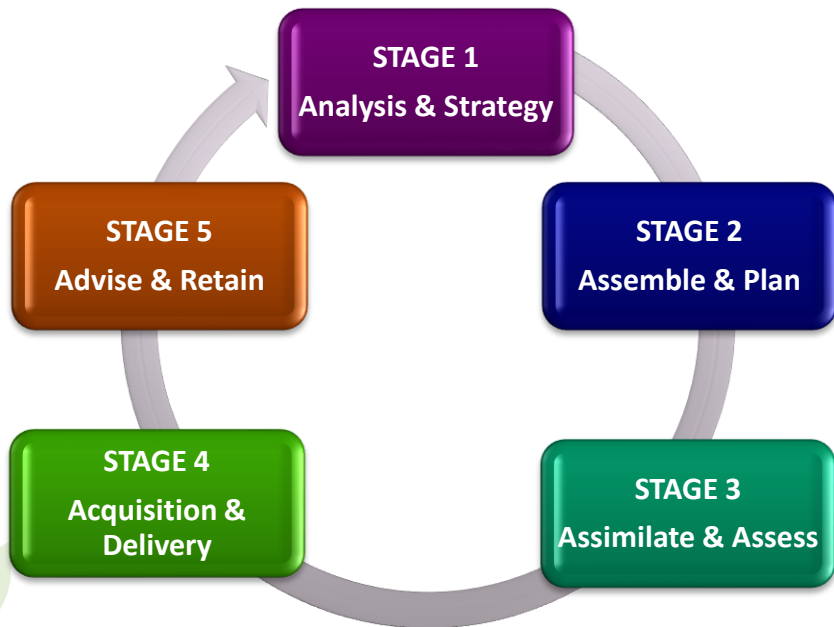 STAGE 1
Analysis & Strategy
STAGE 2
Assemble & Plan
STAGE 3
Assimilate & Assess
STAGE 4
Acquisition &
Delivery
STAGE 5
Advise & Retain